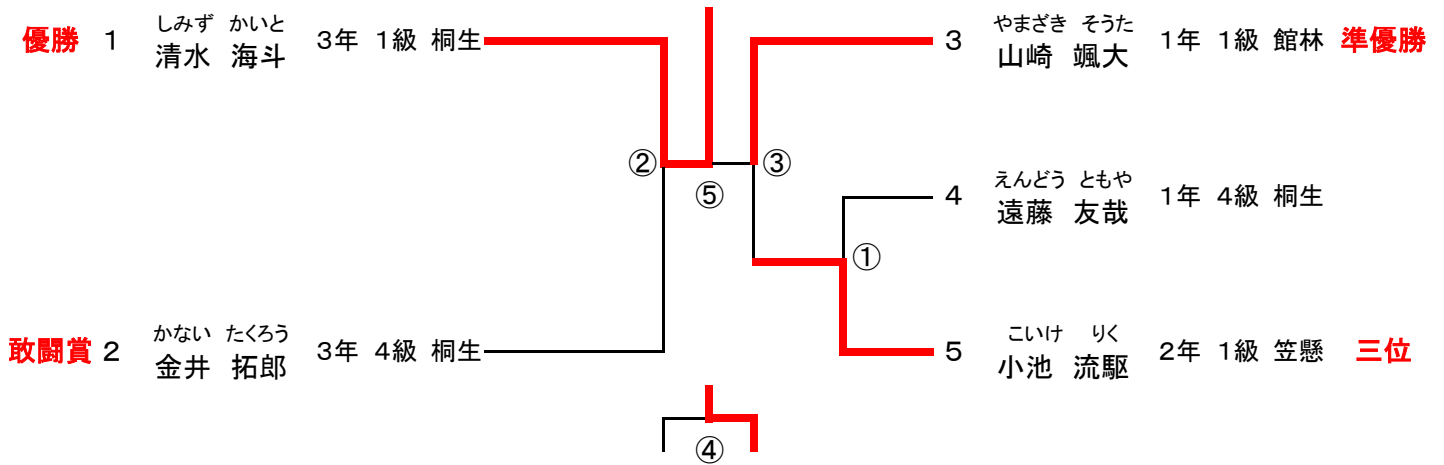 しみず かいと
優勝 1 清水 海斗 3年 1級 桐生
やまざき そうた
3 山崎 颯大 1年 1級 館林 準優勝
② ③
⑤
えんどう ともや
4 遠藤 友哉 1年 4級 桐生
①
かない たくろう
敢闘賞 2 金井 拓郎 3年 4級 桐生
こいけ りく
5 小池 流駆 2年 1級 笠懸 三位
④